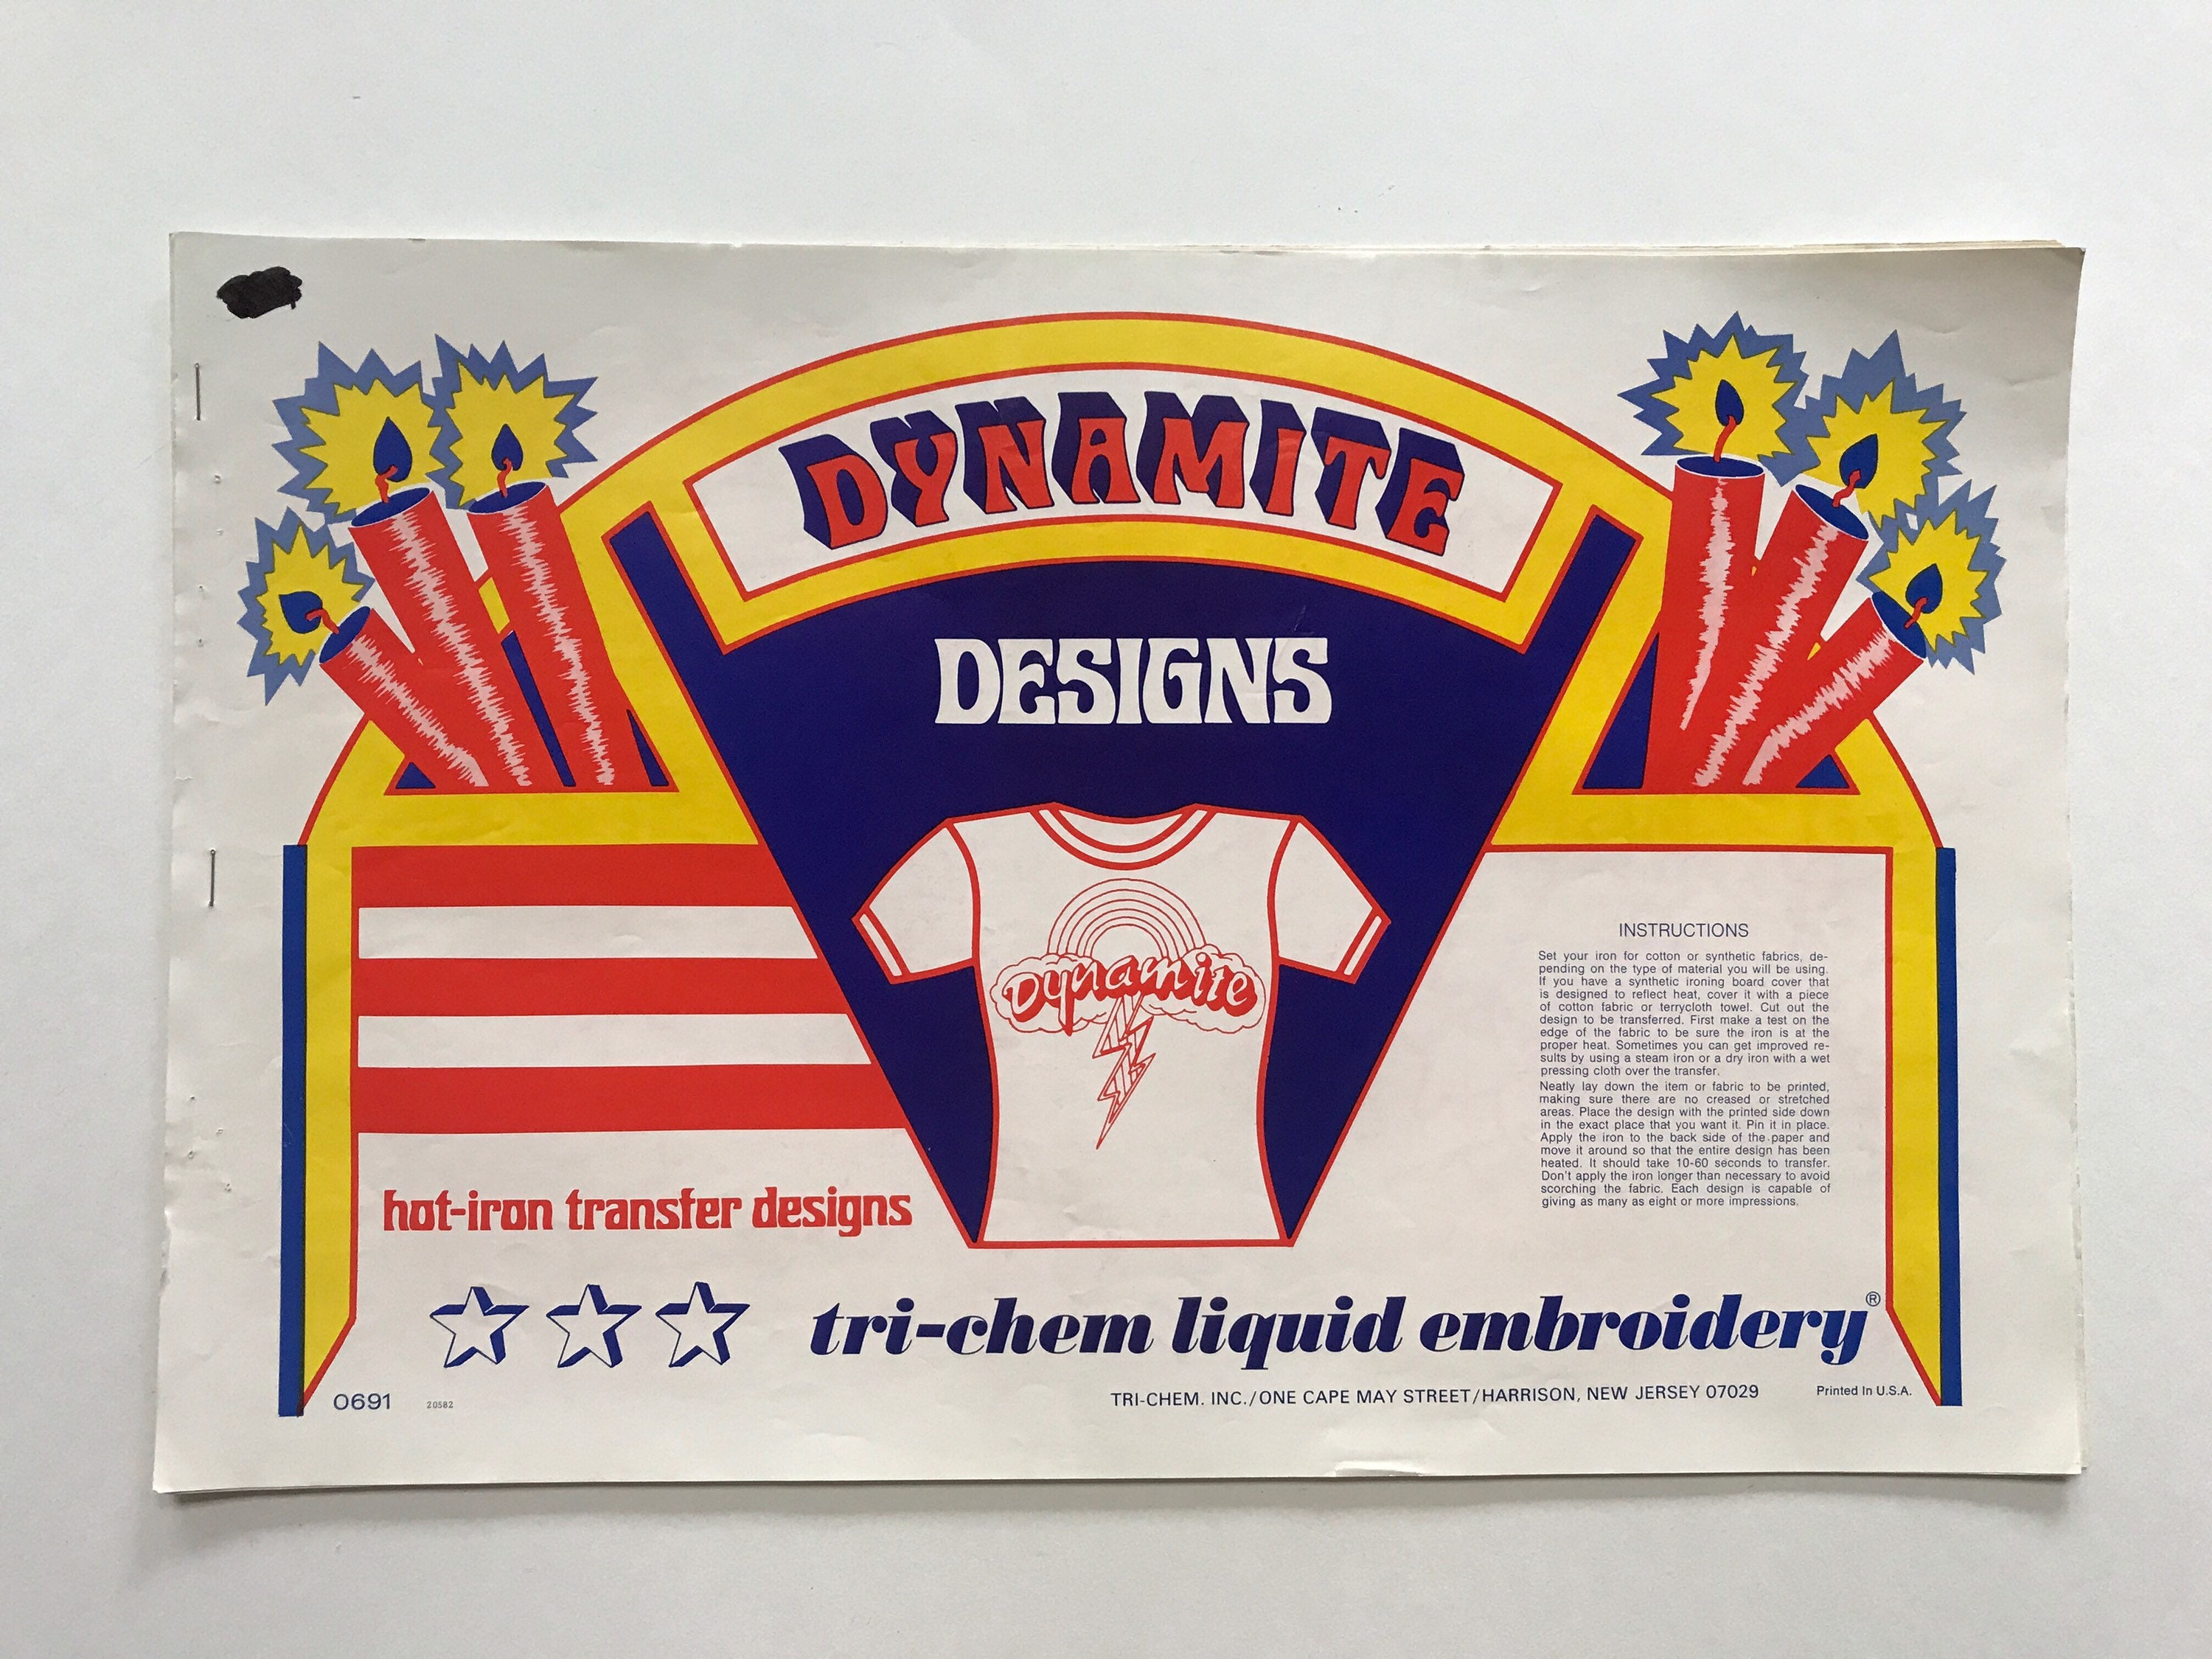 DYNAMITE
DESIGNS
Dynamite
INSTRUCTIONS
Set your iron for cotton or synthetic fabrics, de-
pending on the type of material you will be using.
If you have a synthetic ironing board cover that
is designed to reflect heat, cover it with a piece
of cotton fabric or terrycloth towel. Cut out the
design to be transferred. First make a test on the
edge of the fabric to be sure the iron is at the
proper heat. Sometimes you can get improved re-
sults by using a steam iron or a dry iron with a wet
pressing cloth over the transfer.
Neatly lay down the item or fabric to be printed,
making sure there are no creased or stretched
areas. Place the design with the printed side down
in the exact place that you want it. Pin it in place.
Apply the iron to the back side of the paper and
move it around so that the entire design has been
heated. It should take 10-60 seconds to transfer.
Don't apply the iron longer than necessary to avoid
scorching the fabric. Each design is capable of
giving as many as eight or more impressions.
hot-iron transfer designs
tri-chem liquid embroidery®
0691 20582 TRI-CHEM. INC./ONE CAPE MAY STREET/HARRISON, NEW JERSEY 07029 Printed In U.S.A.